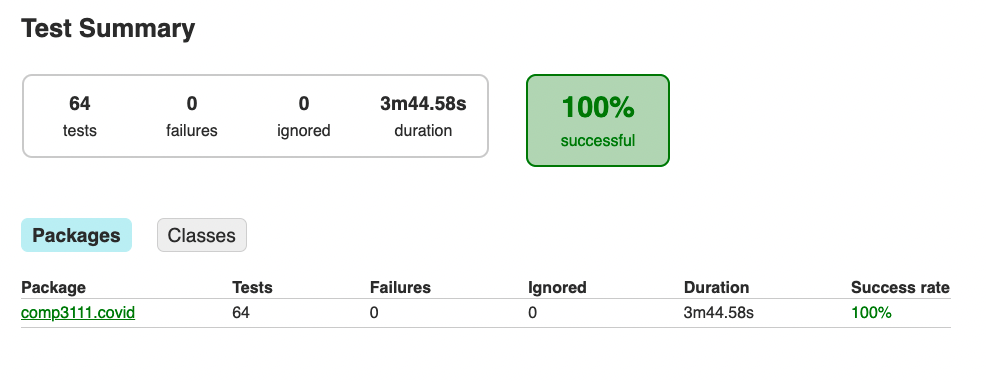 Test Summary
64 0 0 3m44.58s 100%
tests failures ignored duration successful
Packages Classes
Package Tests Failures Ignored Duration Success rate
comp3111.covid 64 0 0 3m44.58s 100%